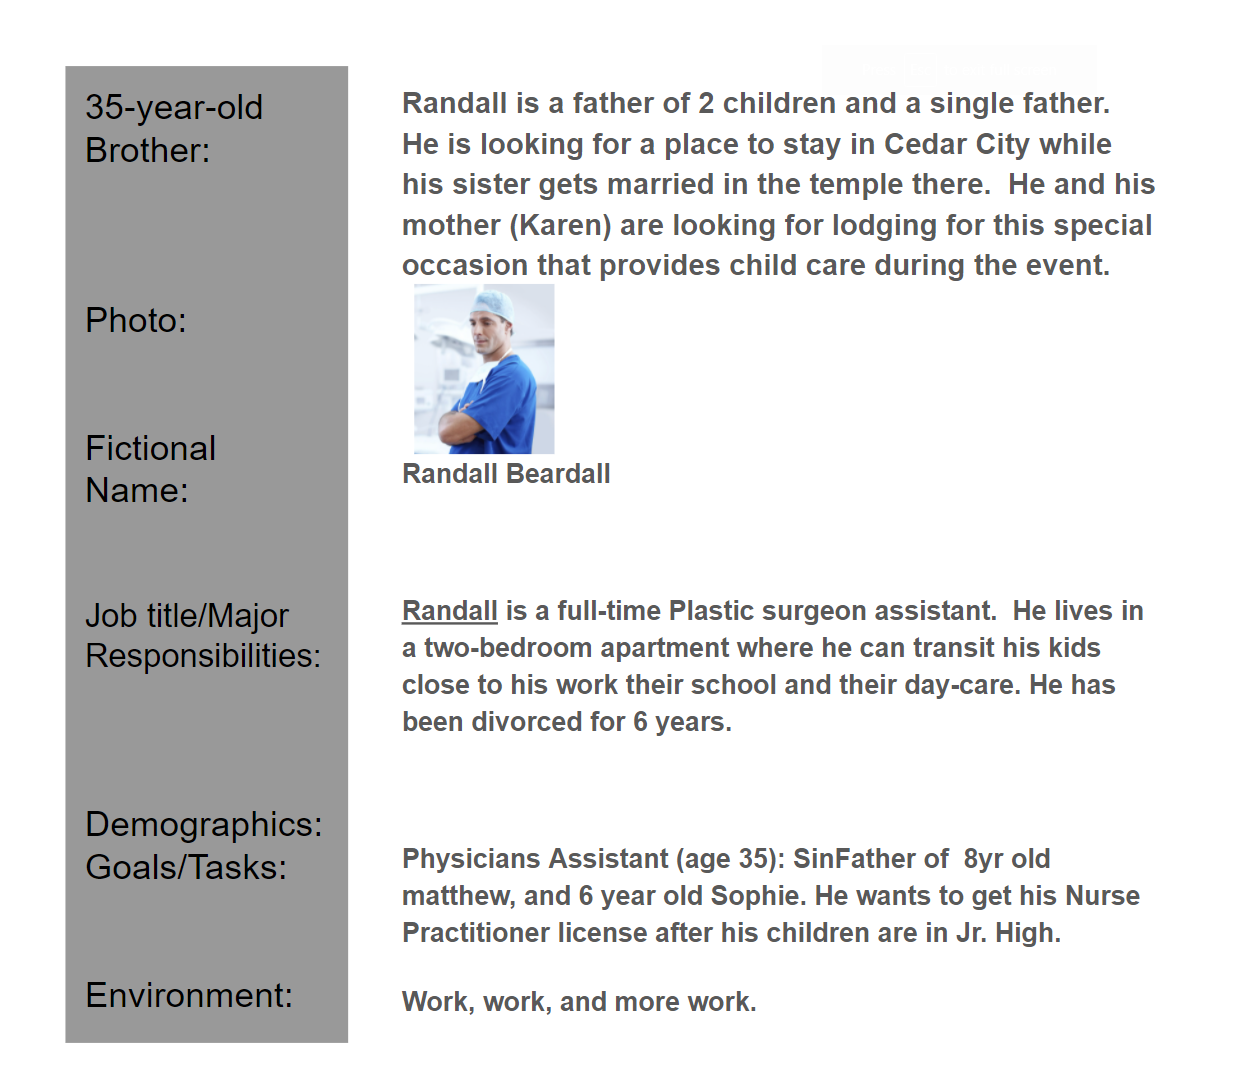 35-year-old
Brother:
Randall is a father of 2 children and a single father.
He is looking for a place to stay in Cedar City while
his sister gets married in the temple there.  He and his
mother (Karen) are looking for lodging for this special
occasion that provides child care during the event.
Photo:
Fictional
Name:
Randall Beardall
Job title/Major
Responsibilities:
Randall is a full-time Plastic surgeon assistant.  He lives in
a two-bedroom apartment where he can transit his kids
close to his work their school and their day-care. He has
been divorced for 6 years.
Demographics:
Goals/Tasks:
Physicians Assistant (age 35): SinFather of  8yr old
matthew, and 6 year old Sophie. He wants to get his Nurse
Practitioner license after his children are in Jr. High.
Environment:
Work, work, and more work.